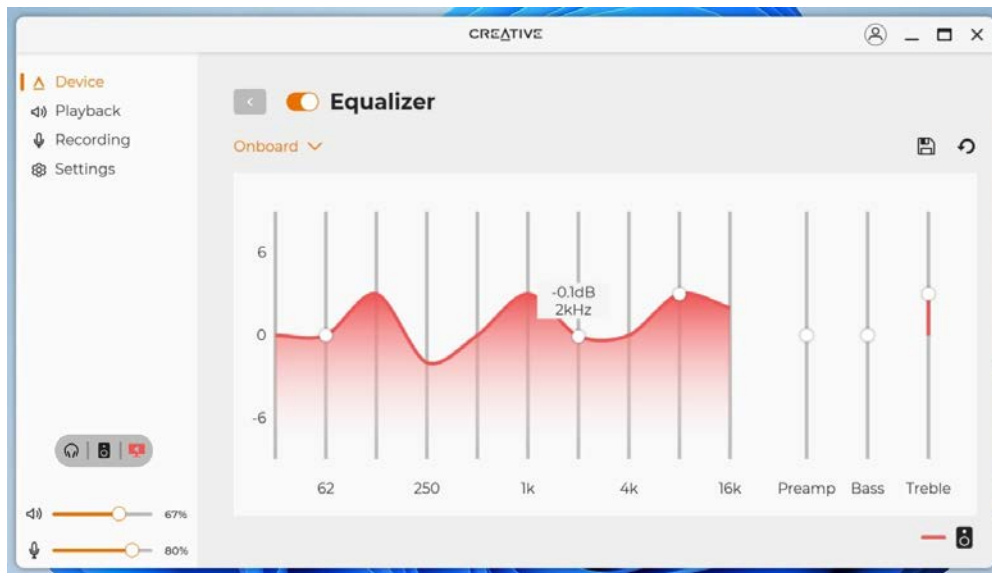 CREATIVE
Device
Playback
Recording
Settings
Equalizer
Onboard
6
0
-6
-0.1dB
2kHz
62 250 1k 4k 16k Preamp Bass Treble
67%
80%